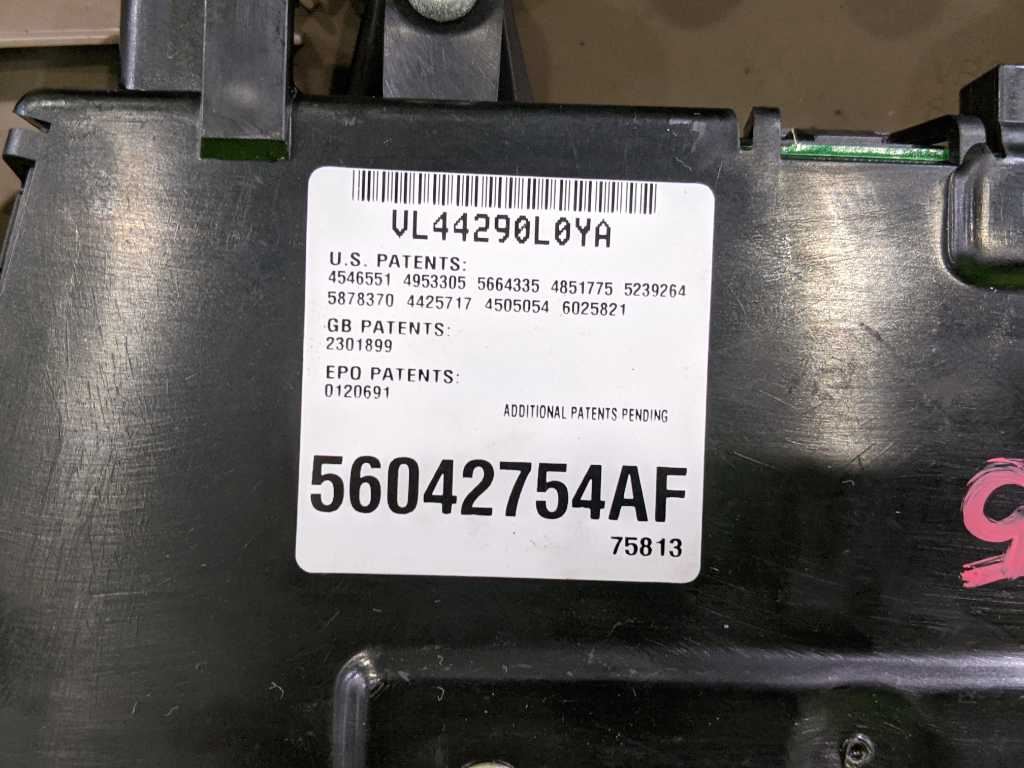 VL44290L0YA
U.S. PATENTS:
4546551 4953305 5664335 4851775 5239264
5878370 4425717 4505054 6025821
GB PATENTS:
2301899
EPO PATENTS:
0120691
ADDITIONAL PATENTS PENDING
56042754AF
75813
9